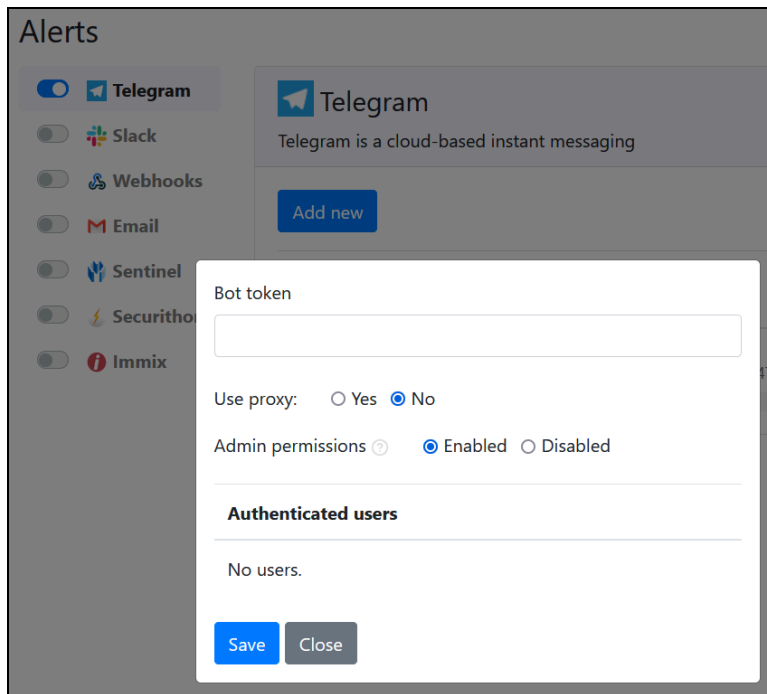 Alerts
Telegram
Slack
Webhooks
Email
Sentinel
Immix
Telegram
Telegram is a cloud-based instant messaging
Add new
Bot token
Use proxy: Yes No
Admin permissions ? Enabled Disabled
Authenticated users
No users.
Save Close